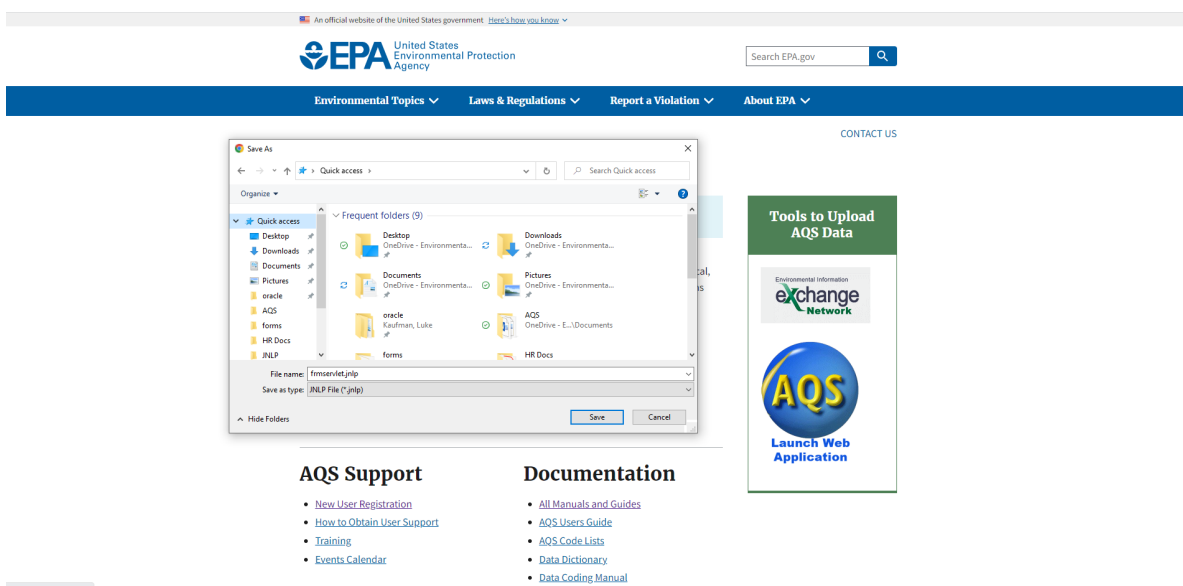 An official website of the United States government Here's how you know
EPA United States
Environmental Protection
Agency
Search EPA.gov
Environmental Topics Laws & Regulations Report a Violation About EPA
CONTACT US
Save As
Quick access
Search Quick access
Organize
Quick access
Desktop
Downloads
Documents
Pictures
oracle
AQS
forms
HR Docs
JNLP
Frequent folders (9)
Desktop
OneDrive - Environmenta...
Downloads
OneDrive - Environmenta...
Documents
OneDrive - Environmenta...
Pictures
OneDrive - Environmenta...
oracle
Kaufman, Luke
AQS
OneDrive - E...\Documents
forms
HR Docs
File name: frmservlet.jnlp
Save as type: JNLP File (*.jnlp)
Hide Folders
Save Cancel
Tools to Upload
AQS Data
Environmental Information
eXchange
Network
AQS
Launch Web
Application
AQS Support
New User Registration
How to Obtain User Support
Training
Events Calendar
Documentation
All Manuals and Guides
AQS Users Guide
AQS Code Lists
Data Dictionary
Data Coding Manual